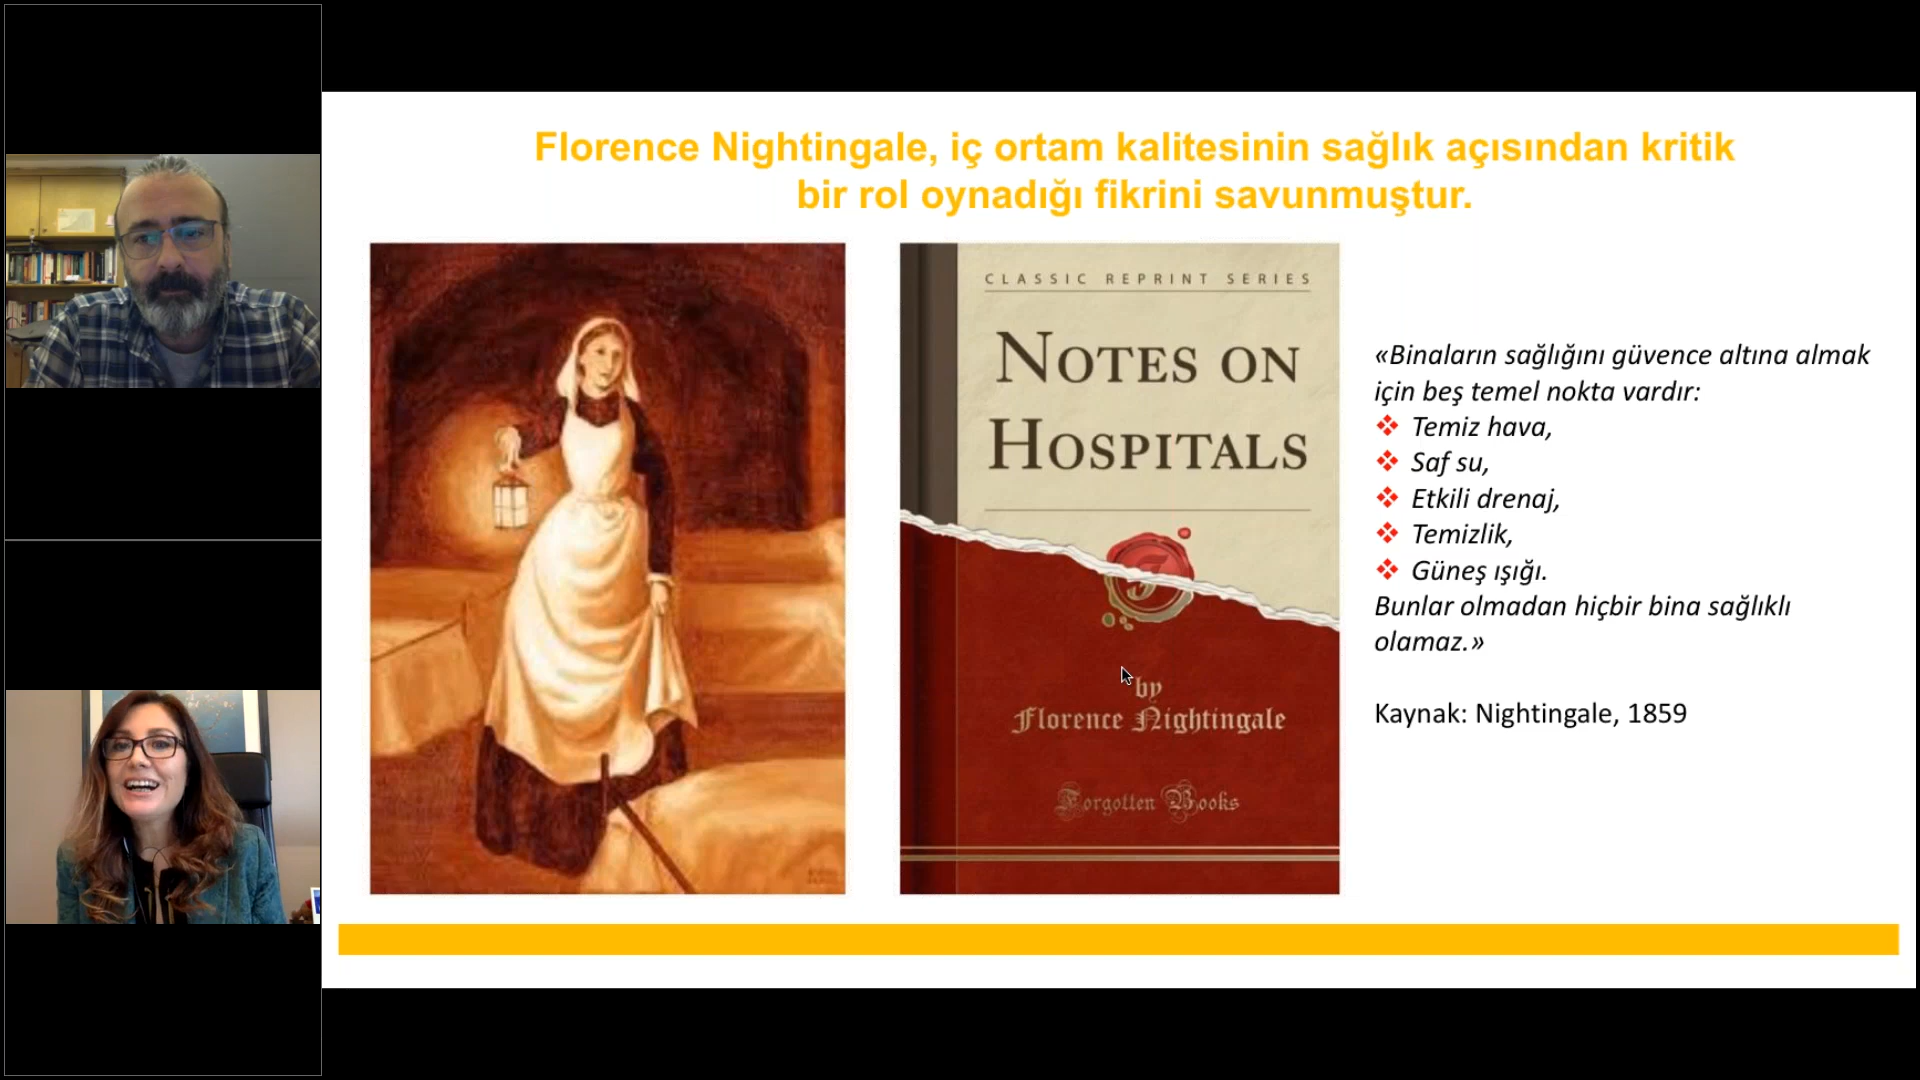 Florence Nightingale, iç ortam kalitesinin sağlık açısından kritik
bir rol oynadığı fikrini savunmuştur.
CLASSIC REPRINT SERIES
NOTES ON
HOSPITALS
by
Florence Nightingale
Forgotten Books
«Binaların sağlığını güvence altına almak
için beş temel nokta vardır:
❖ Temiz hava,
❖ Saf su,
❖ Etkili drenaj,
❖ Temizlik,
❖ Güneş ışığı.
Bunlar olmadan hiçbir bina sağlıklı
olamaz.»
Kaynak: Nightingale, 1859